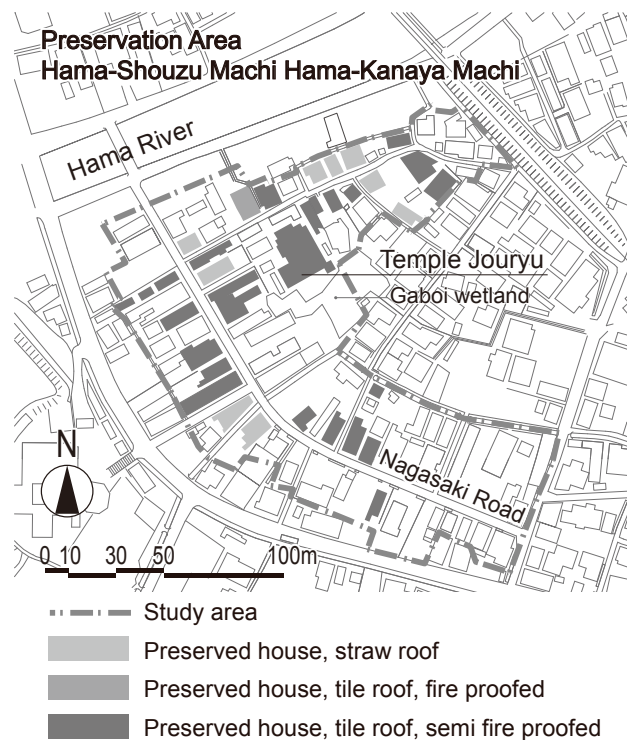 Preservation Area
Hama-Shouzu Machi Hama-Kanaya Machi
Hama River
Temple Jouryu
Gaboi wetland
Nagasaki Road
N
0 10 30 50 100m
Study area
Preserved house, straw roof
Preserved house, tile roof, fire proofed
Preserved house, tile roof, semi fire proofed